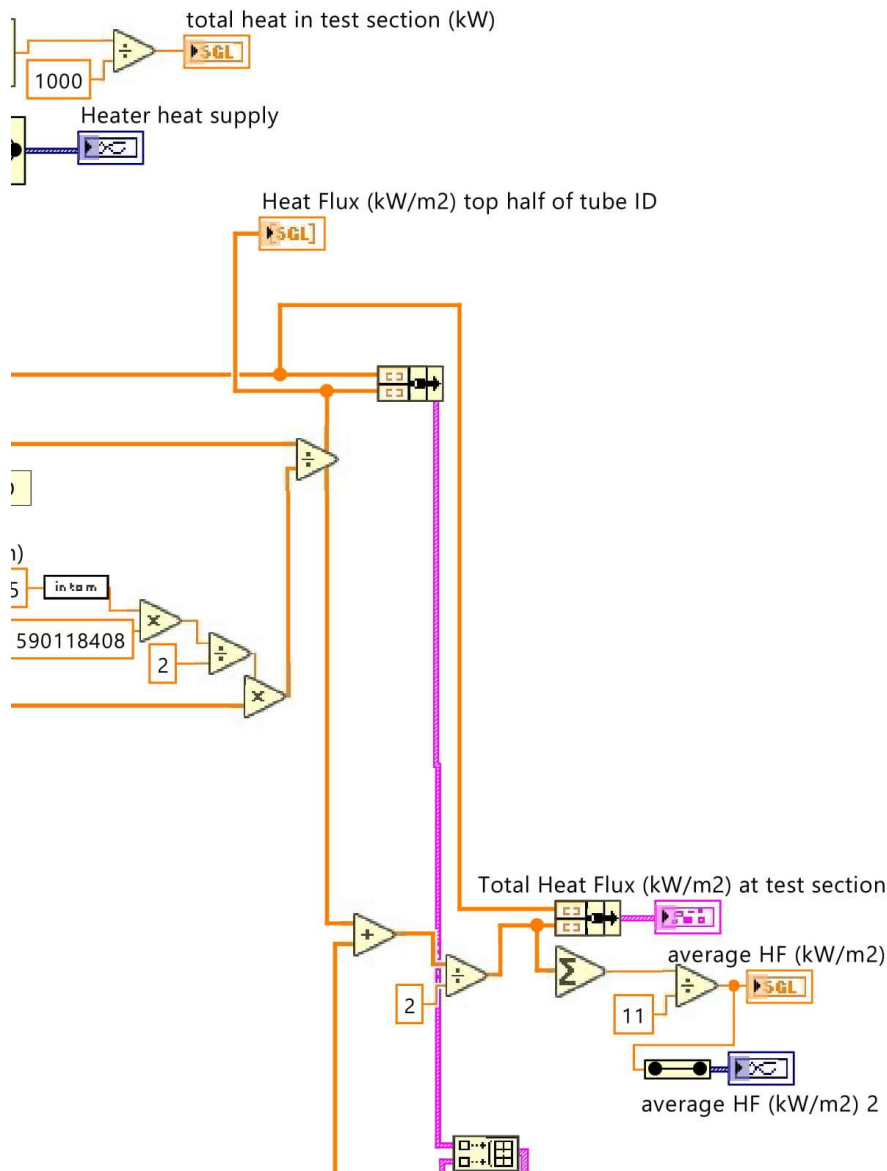 total heat in test section (kW)
SGL
1000
Heater heat supply
Heat Flux (kW/m2) top half of tube ID
SGL]
in to m
590118408
2
Total Heat Flux (kW/m2) at test section
average HF (kW/m2)
2
11
SGL
average HF (kW/m2) 2